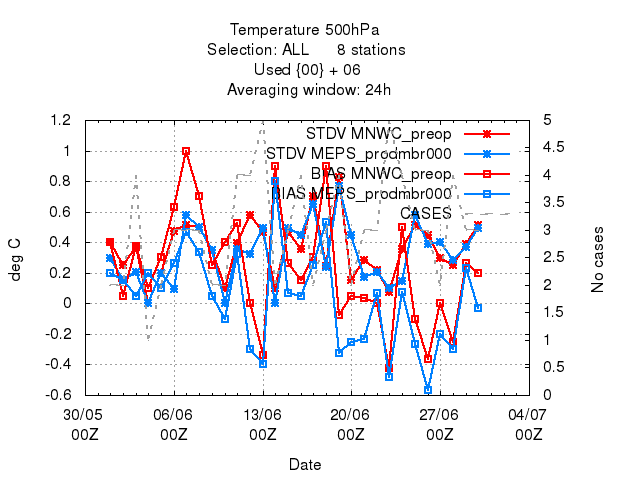 Temperature 500hPa
Selection: ALL 8 stations
Used {00} + 06
Averaging window: 24h
1.2
1
0.8
0.6
0.4
0.2
0
-0.2
-0.4
-0.6
deg C
STDV MNWC_preop
STDV MEPS_prodmbr000
BIAS MNWC_preop
BIAS MEPS_prodmbr000
CASES
5
4.5
4
3.5
3
2.5
2
1.5
1
0.5
0
No cases
30/05 06/06 13/06 20/06 27/06 04/07
00Z 00Z 00Z 00Z 00Z 00Z
Date